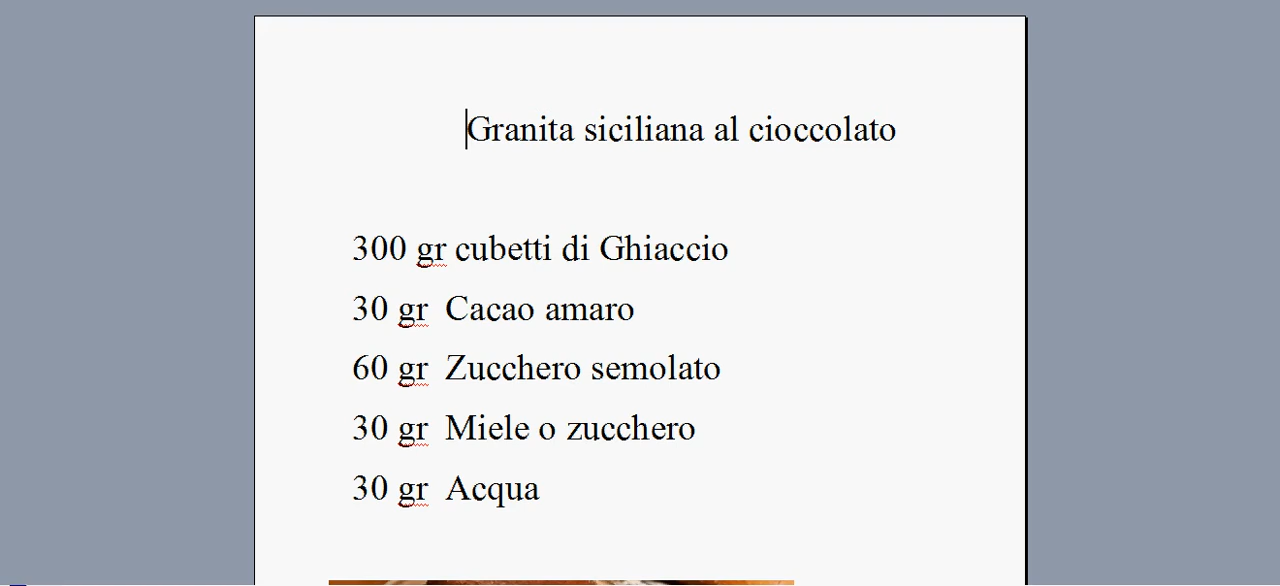 Granita siciliana al cioccolato
300 gr cubetti di Ghiaccio
30 gr  Cacao amaro
60 gr  Zucchero semolato
30 gr  Miele o zucchero
30 gr  Acqua